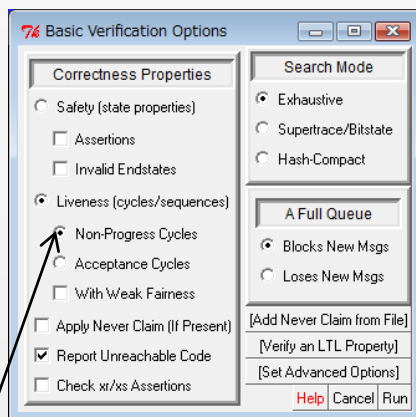 7% Basic Verification Options
Correctness Properties
Safety (state properties)
Assertions
Invalid Endstates
Liveness (cycles/sequences)
Non-Progress Cycles
Acceptance Cycles
With Weak Fairness
Apply Never Claim (If Present)
Report Unreachable Code
Check xr/xs Assertions
Search Mode
Exhaustive
Supertrace/Bitstate
Hash-Compact
A Full Queue
Blocks New Msgs
Loses New Msgs
[Add Never Claim from File]
[Verify an LTL Property]
[Set Advanced Options]
Help Cancel Run